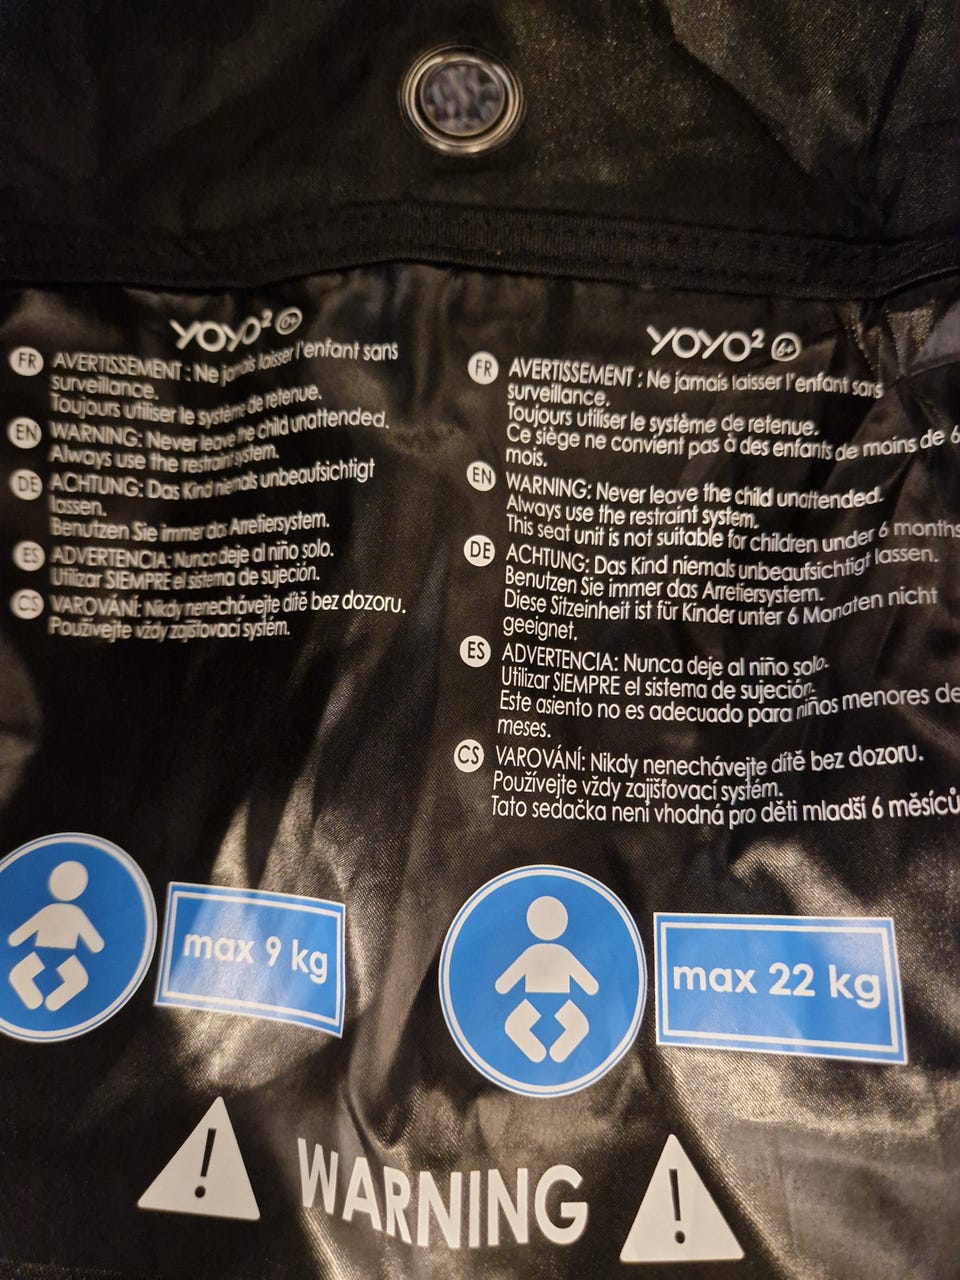 YOYO² 0+
FR AVERTISSEMENT : Ne jamais laisser l'enfant sans
surveillance.
Toujours utiliser le système de retenue.
EN WARNING: Never leave the child unattended.
Always use the restraint system.
DE ACHTUNG: Das Kind niemals unbeaufsichtigt
lassen.
Benutzen Sie immer das Arretiersystem.
ES ADVERTENCIA: Nunca deje al niño solo.
Utilizar SIEMPRE el sistema de sujeción.
CS VAROVÁNÍ: Nikdy nenechávejte dítě bez dozoru.
Používejte vždy zajišťovací systém.
YOYO² 6+
FR AVERTISSEMENT : Ne jamais laisser l'enfant sans
surveillance.
Toujours utiliser le système de retenue.
Ce siège ne convient pas à des enfants de moins de 6
mois.
EN WARNING: Never leave the child unattended.
Always use the restraint system.
This seat unit is not suitable for children under 6 months
DE ACHTUNG: Das Kind niemals unbeaufsichtigt lassen.
Benutzen Sie immer das Arretiersystem.
Diese Sitzeinheit ist für Kinder unter 6 Monaten nicht
geeignet.
ES ADVERTENCIA: Nunca deje al niño solo.
Utilizar SIEMPRE el sistema de sujeción.
Este asiento no es adecuado para niños menores de
meses.
CS VAROVÁNÍ: Nikdy nenechávejte dítě bez dozoru.
Používejte vždy zajišťovací systém.
Tato sedačka není vhodná pro děti mladší 6 měsíců
max 9 kg
max 22 kg
WARNING